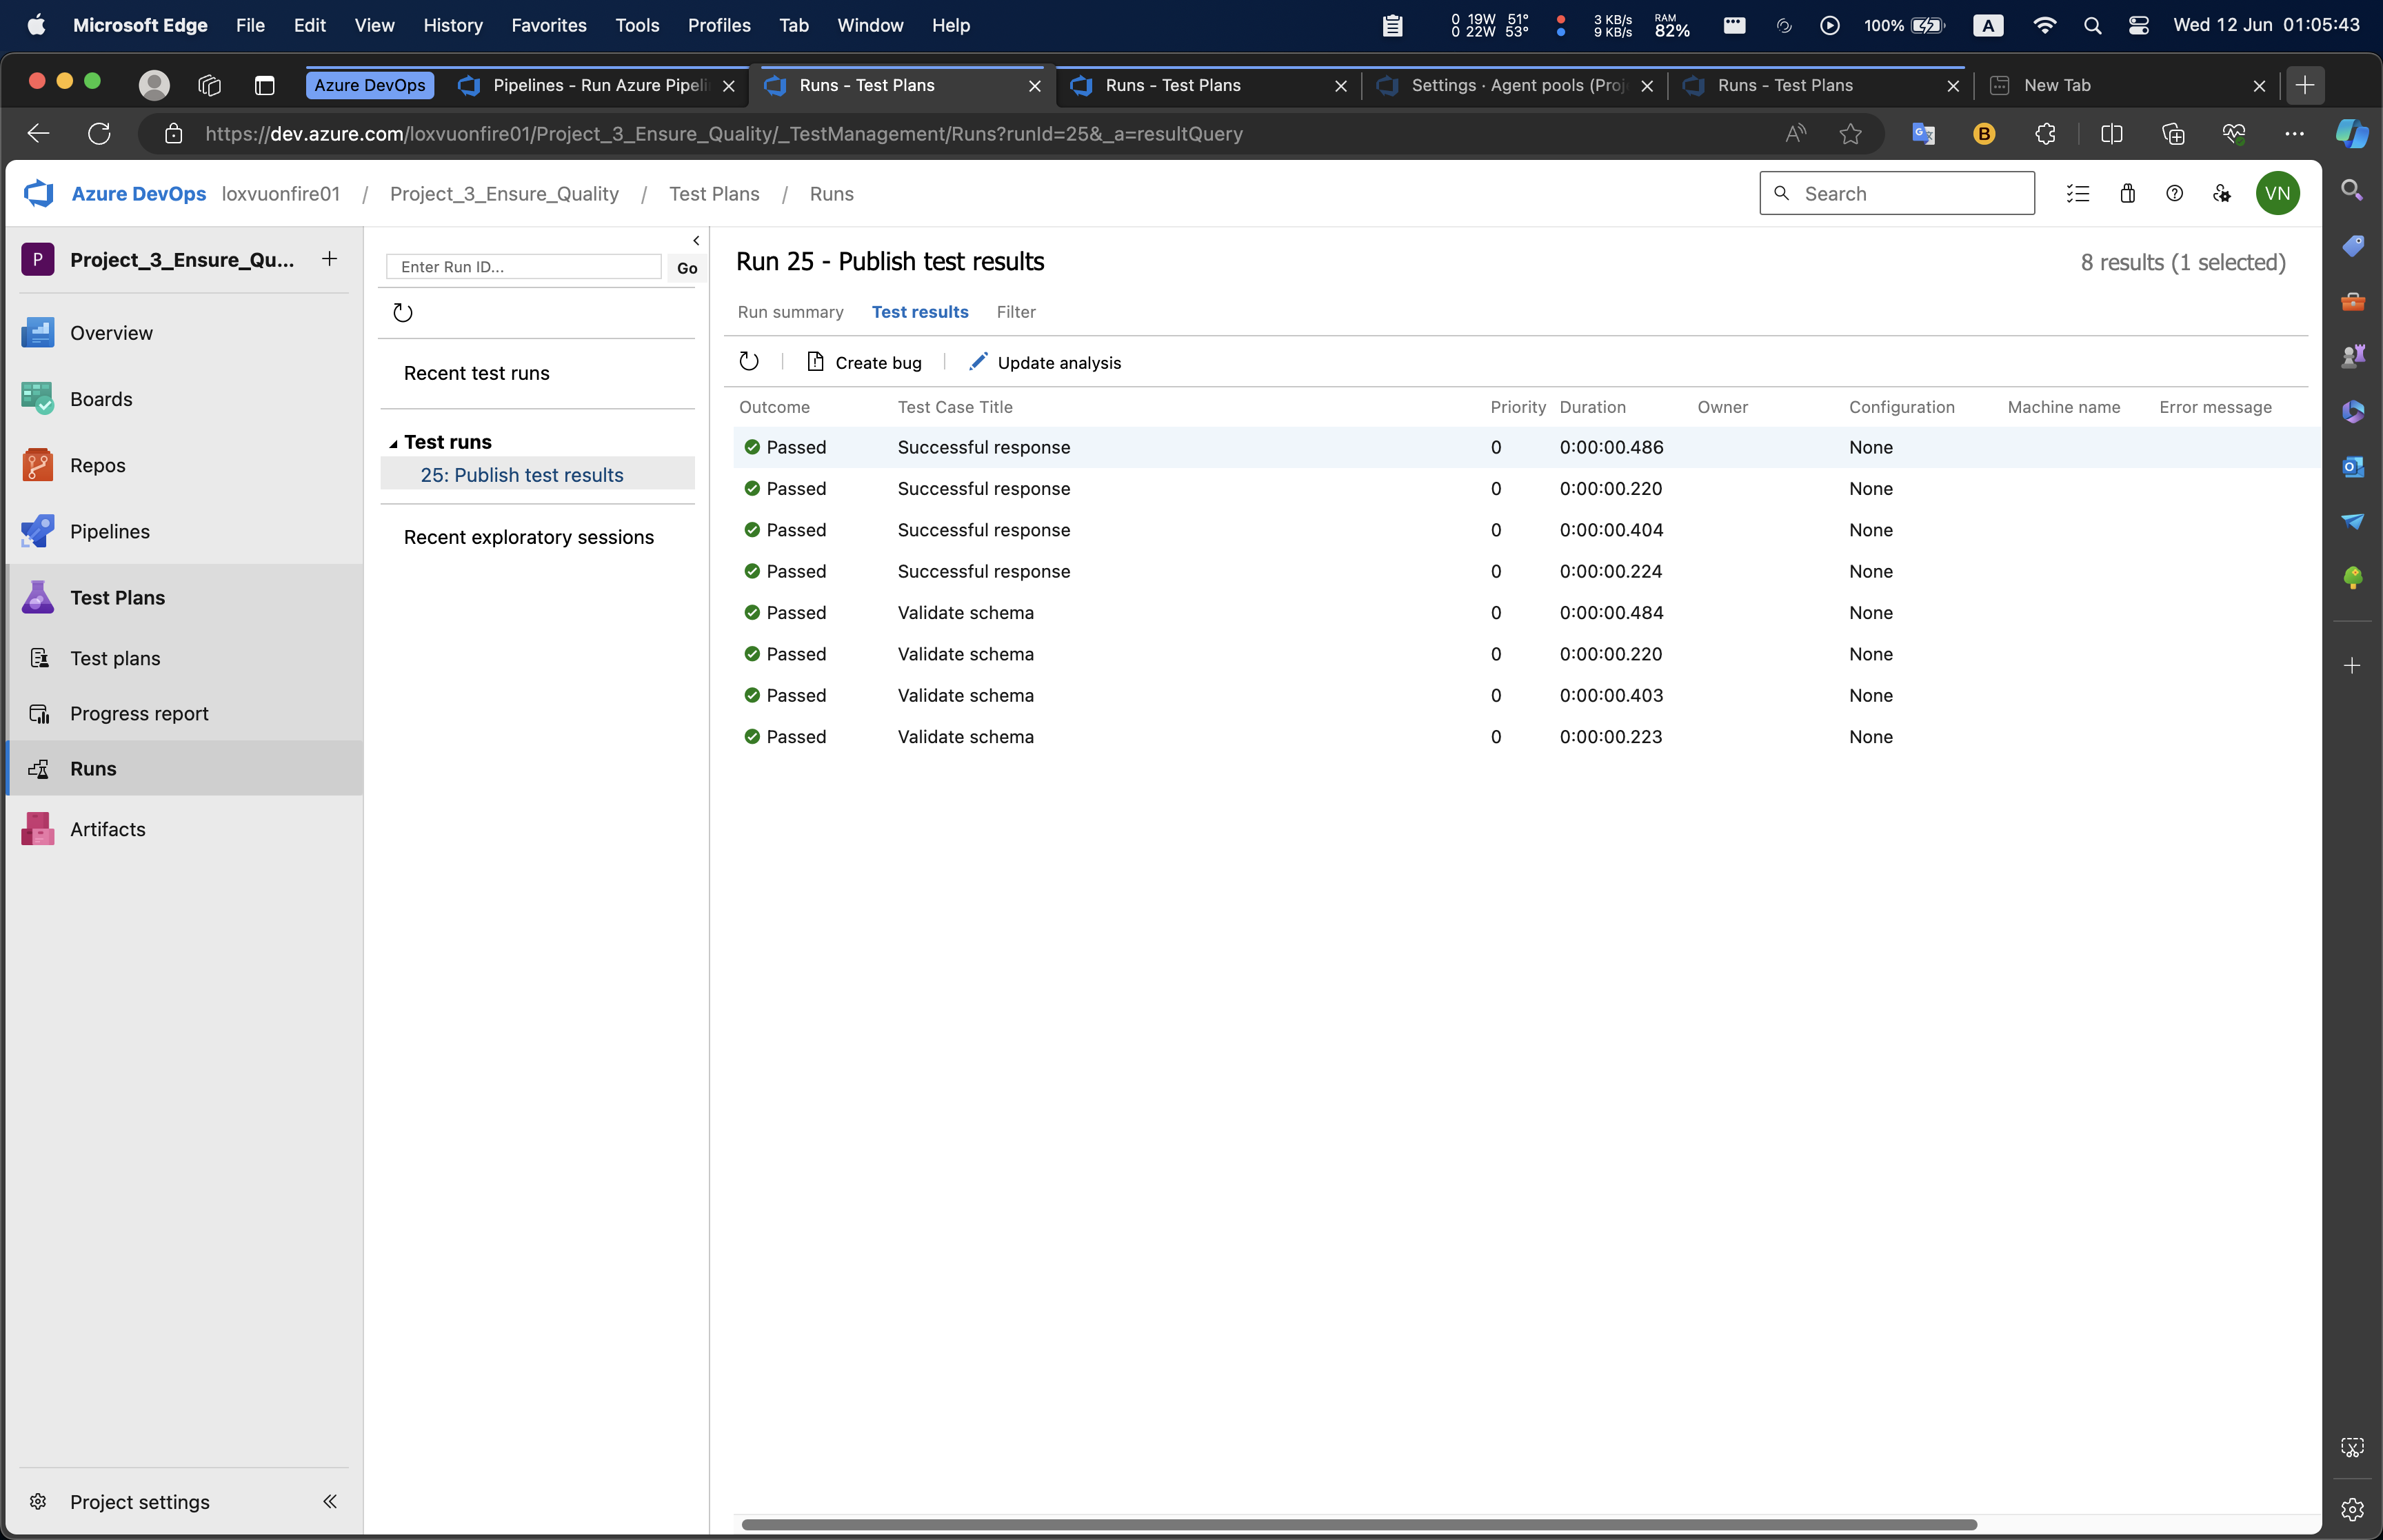 Microsoft Edge File Edit View History Favorites Tools Profiles Tab Window Help
0 19W 51° 3 KB/s RAM 100% A Wed 12 Jun 01:05:43
0 22W 53° 9 KB/s 82%
Azure DevOps Pipelines - Run Azure Pipeli Runs - Test Plans Runs - Test Plans Settings · Agent pools (Proj Runs - Test Plans New Tab
https://dev.azure.com/loxvuonfire01/Project_3_Ensure_Quality/_TestManagement/Runs?runId=25&_a=resultQuery
Azure DevOps loxvuonfire01 / Project_3_Ensure_Quality / Test Plans / Runs Search VN
P Project_3_Ensure_Qu...
Overview
Boards
Repos
Pipelines
Test Plans
Test plans
Progress report
Runs
Artifacts
Project settings
Enter Run ID... Go
Recent test runs
Test runs
25: Publish test results
Recent exploratory sessions
Run 25 - Publish test results 8 results (1 selected)
Run summary Test results Filter
Create bug Update analysis
Outcome Test Case Title Priority Duration Owner Configuration Machine name Error message
Passed Successful response 0 0:00:00.486 None
Passed Successful response 0 0:00:00.220 None
Passed Successful response 0 0:00:00.404 None
Passed Successful response 0 0:00:00.224 None
Passed Validate schema 0 0:00:00.484 None
Passed Validate schema 0 0:00:00.220 None
Passed Validate schema 0 0:00:00.403 None
Passed Validate schema 0 0:00:00.223 None